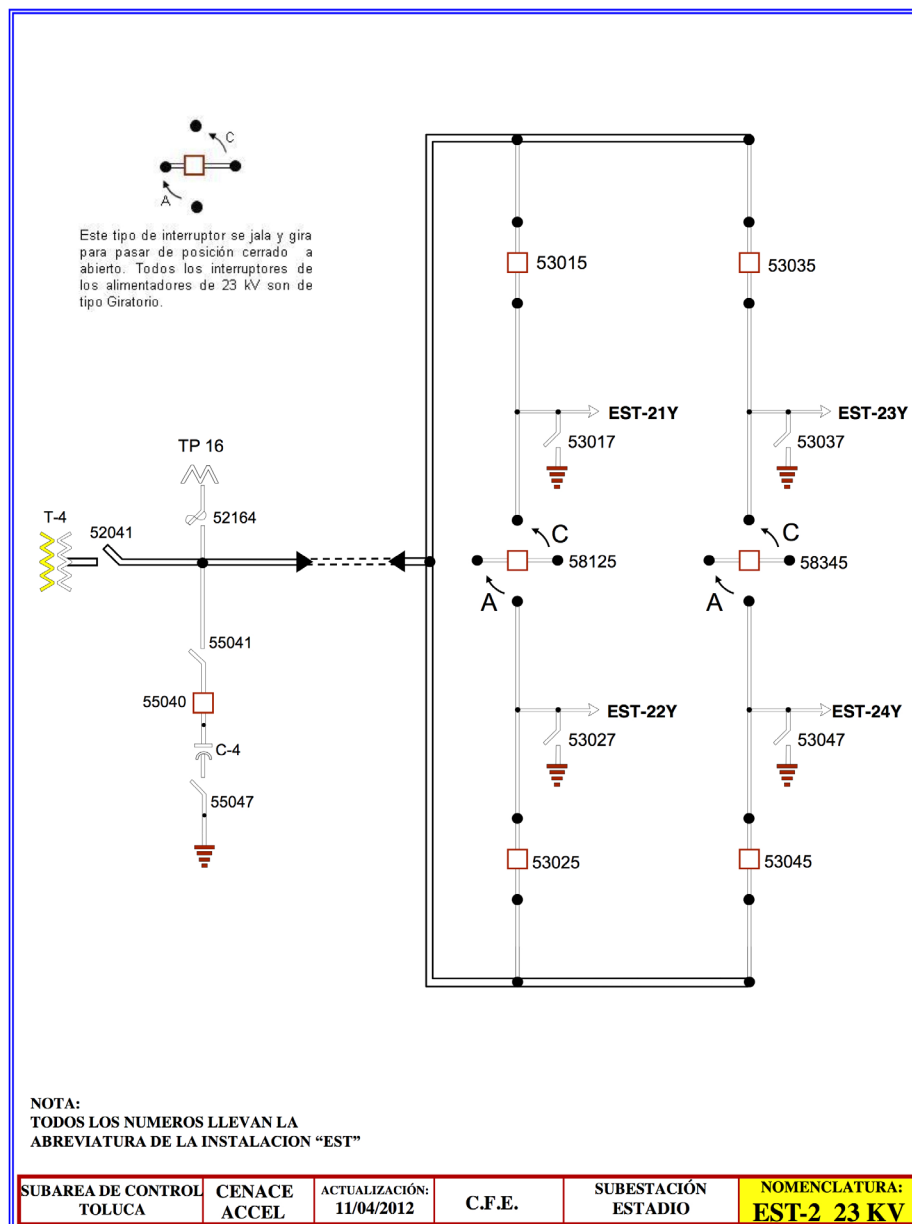 C
A
Este tipo de interruptor se jala y gira
para pasar de posición cerrado a
abierto. Todos los interruptores de
los alimentadores de 23 kV son de
tipo Giratorio.
53015
53035
EST-21Y
53017
EST-23Y
53037
TP 16
T-4
52041
52164
C
A
58125
C
A
58345
55041
55040
C-4
55047
EST-22Y
53027
EST-24Y
53047
53025
53045
NOTA:
TODOS LOS NUMEROS LLEVAN LA
ABREVIATURA DE LA INSTALACION “EST”
SUBAREA DE CONTROL
TOLUCA
CENACE
ACCEL
ACTUALIZACIÓN:
11/04/2012
C.F.E.
SUBESTACIÓN
ESTADIO
NOMENCLATURA:
EST-2 23 KV